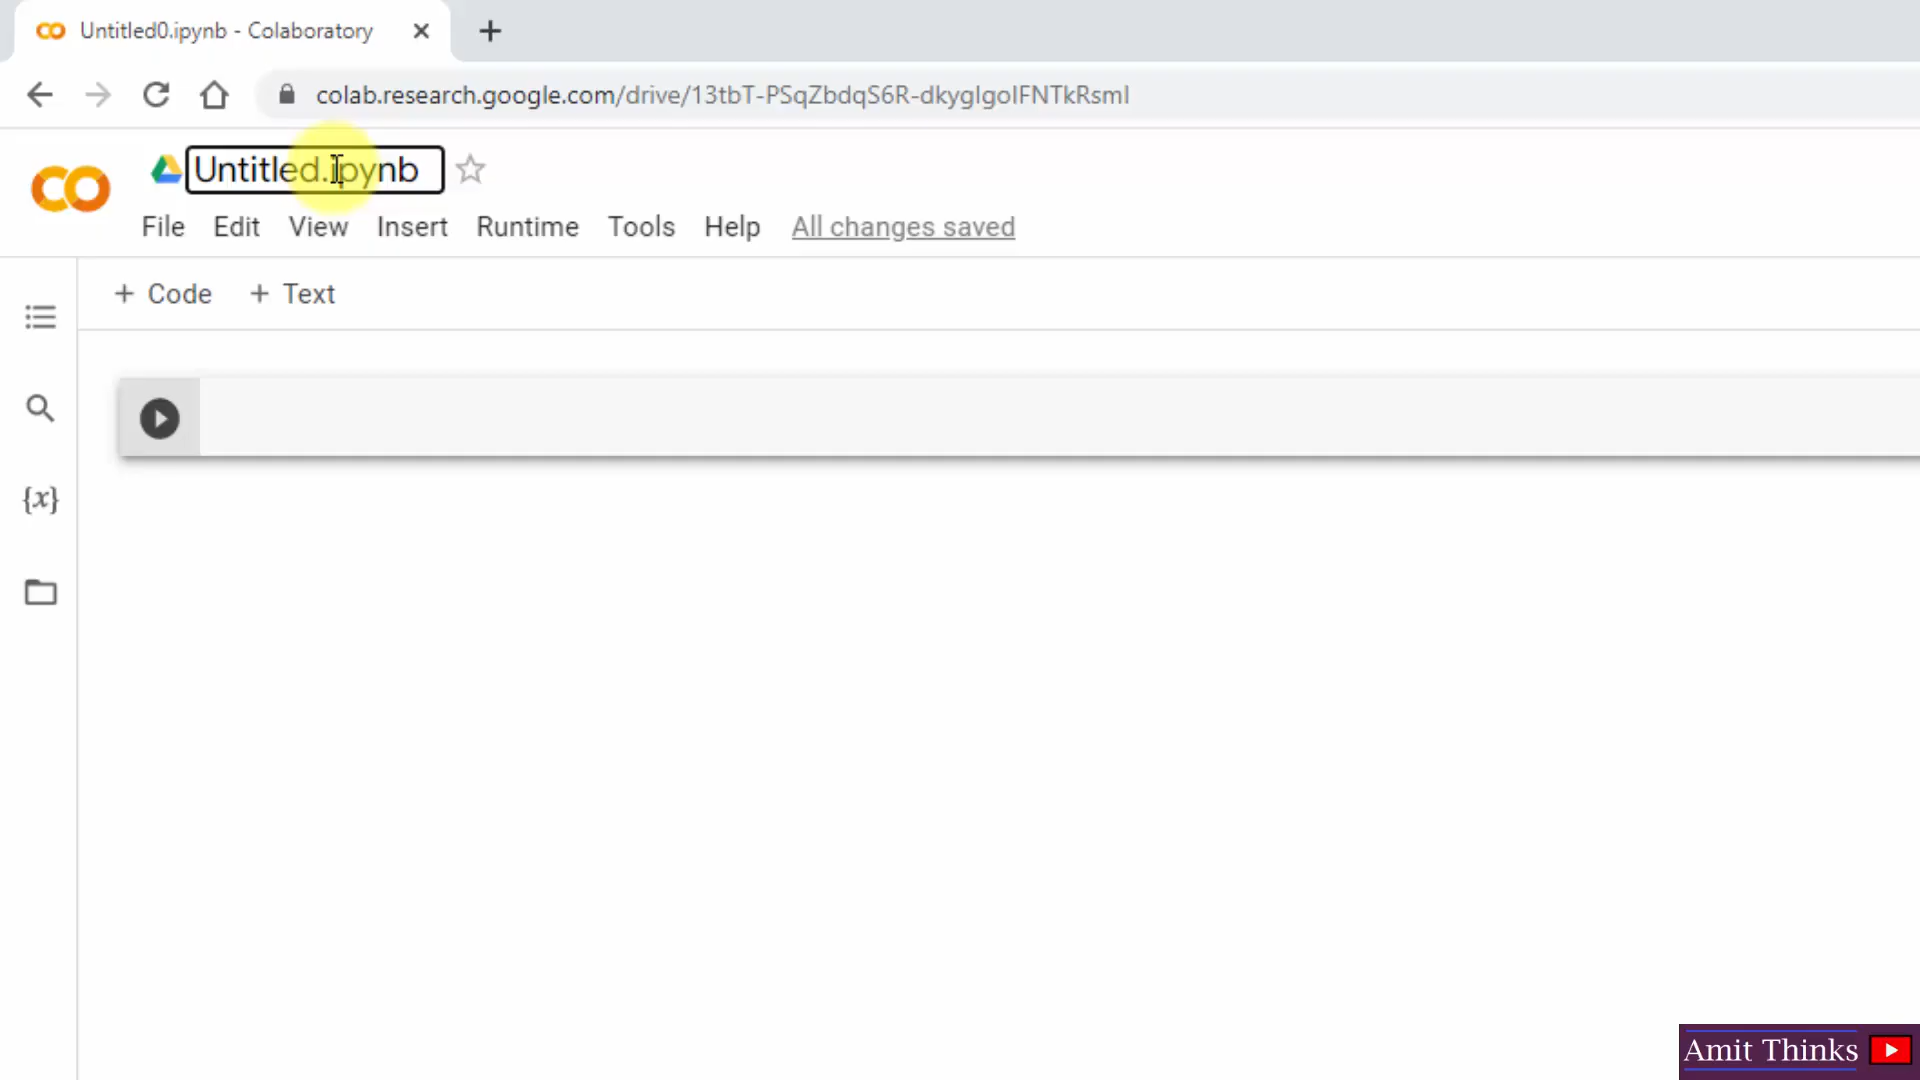 Untitled0.ipynb - Colaboratory
colab.research.google.com/drive/13tbT-PSqZbdqS6R-dkyglgolFNTkRsml
Untitled.ipynb
File Edit View Insert Runtime Tools Help All changes saved
+ Code + Text
{x}
Amit Thinks